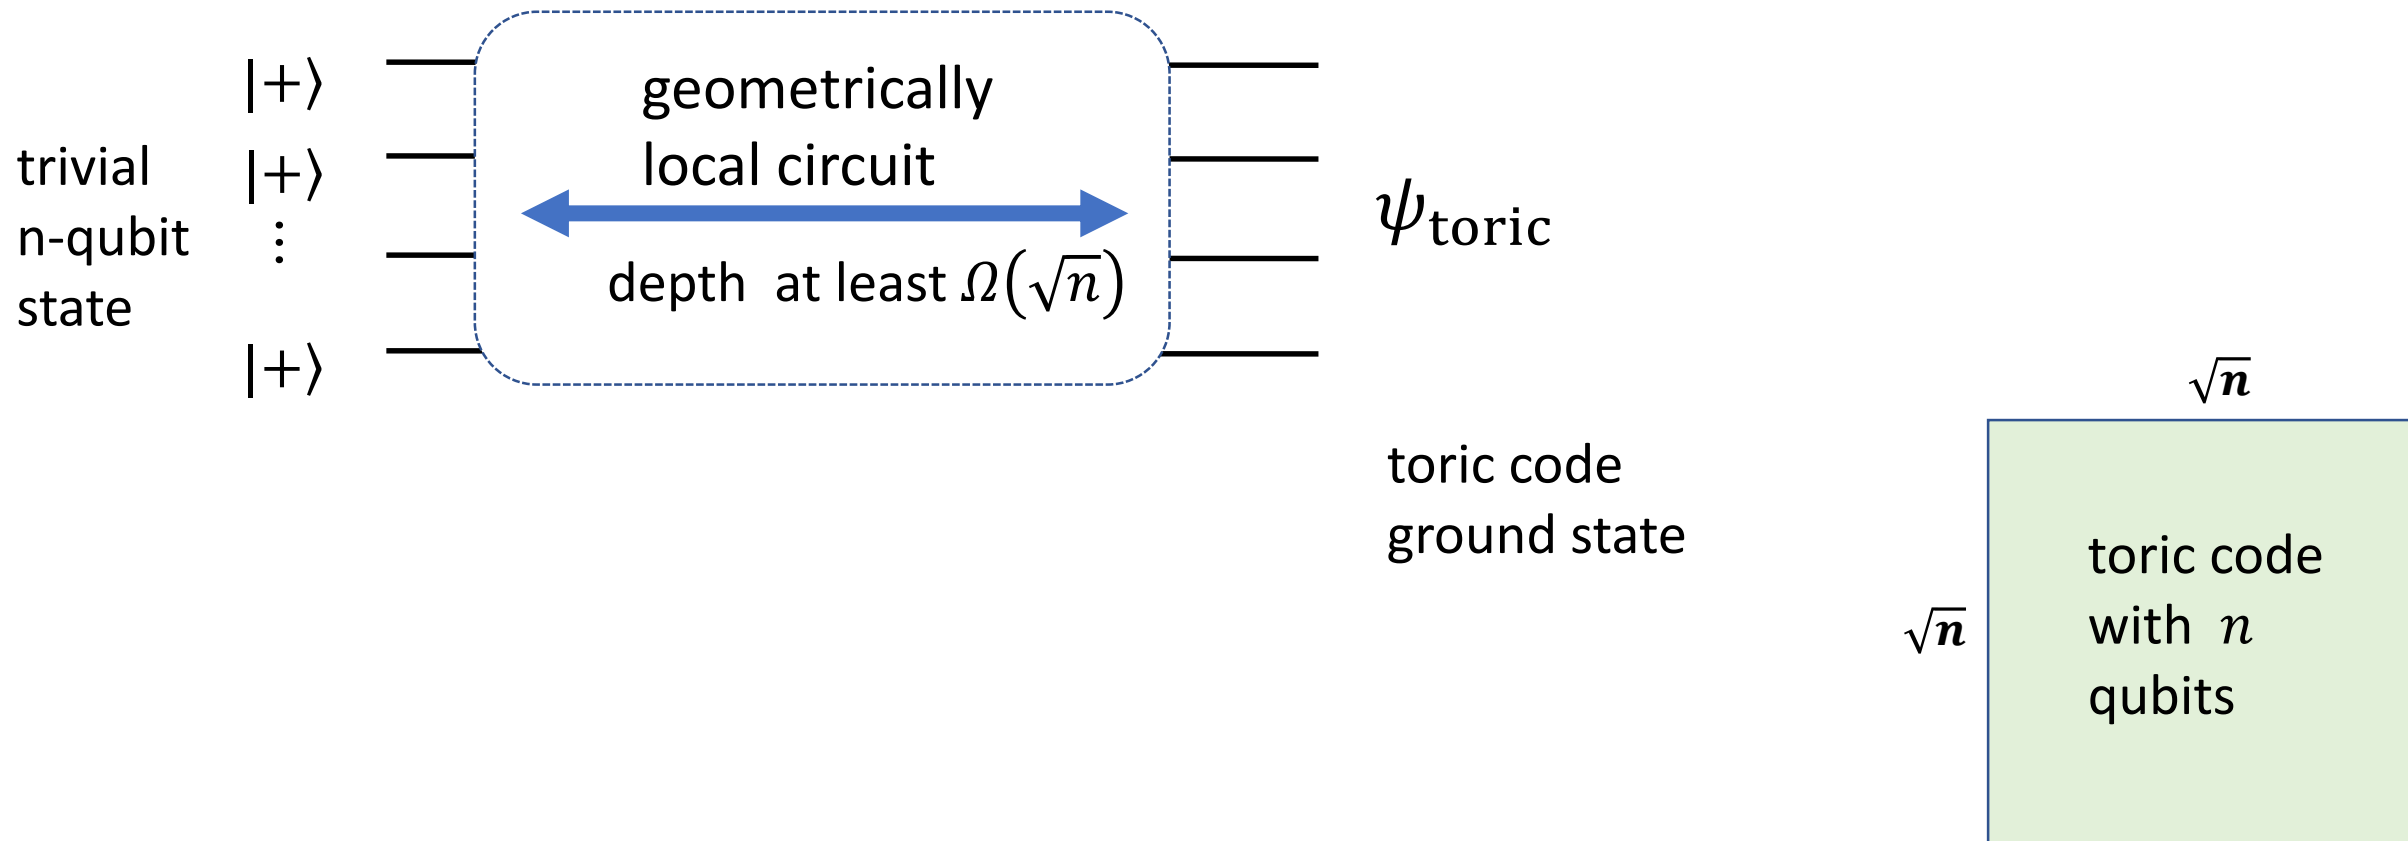 trivial
n-qubit
state
|+⟩
|+⟩
⋮
|+⟩
geometrically
local circuit
depth at least Ω(√n)
ψtoric
toric code
ground state
√n
√n
toric code
with n
qubits